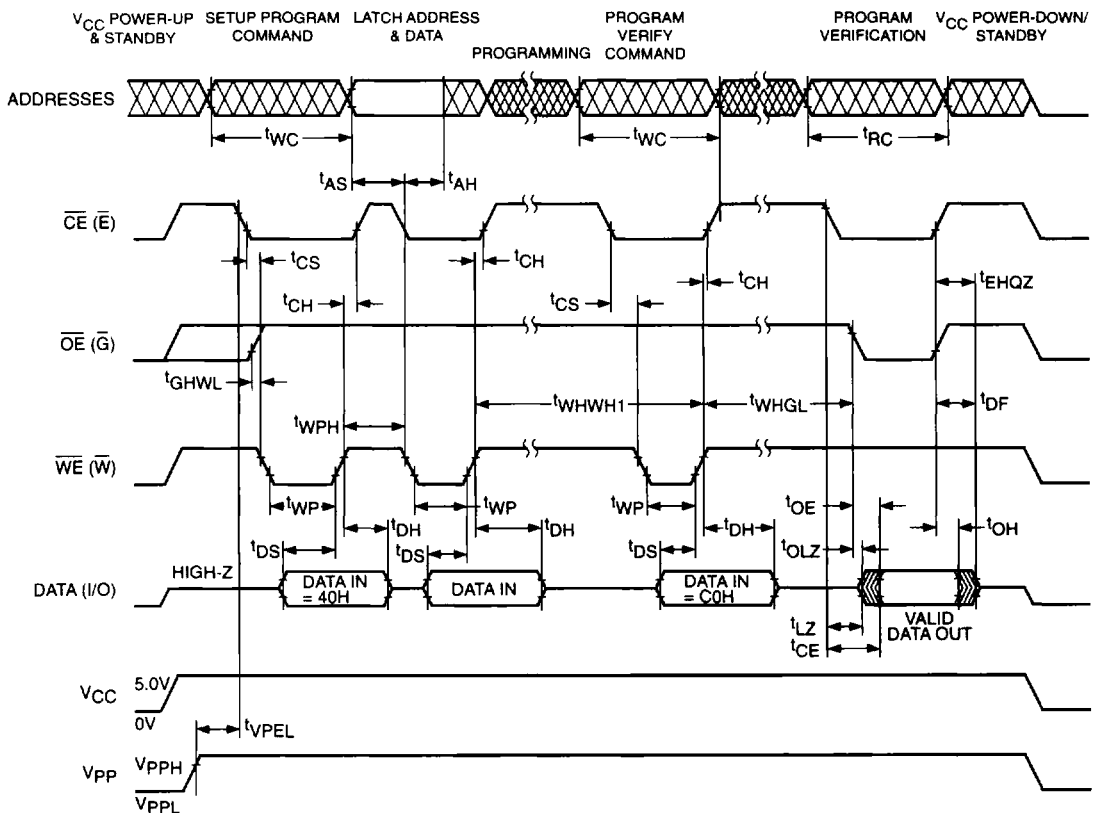 VCC POWER-UP
& STANDBY
SETUP PROGRAM
COMMAND
LATCH ADDRESS
& DATA
PROGRAMMING
PROGRAM
VERIFY
COMMAND
PROGRAM
VERIFICATION
VCC POWER-DOWN/
STANDBY
ADDRESSES
tWC
tWC
tRC
tAS
tAH
CE (E)
tCS
tCH
tCH
tCS
tCH
tEHQZ
OE (G)
tGHWL
tWPH
tWHWH1
tWHGL
tDF
WE (W)
tWP
tWP
tWP
tOE
tDH
tDH
tDH
tOH
tDS
tDS
tDS
tOLZ
DATA (I/O)
HIGH-Z
DATA IN
= 40H
DATA IN
DATA IN
= C0H
VALID
DATA OUT
tLZ
tCE
VCC
5.0V
0V
tVPEL
VPP
VPPH
VPPL